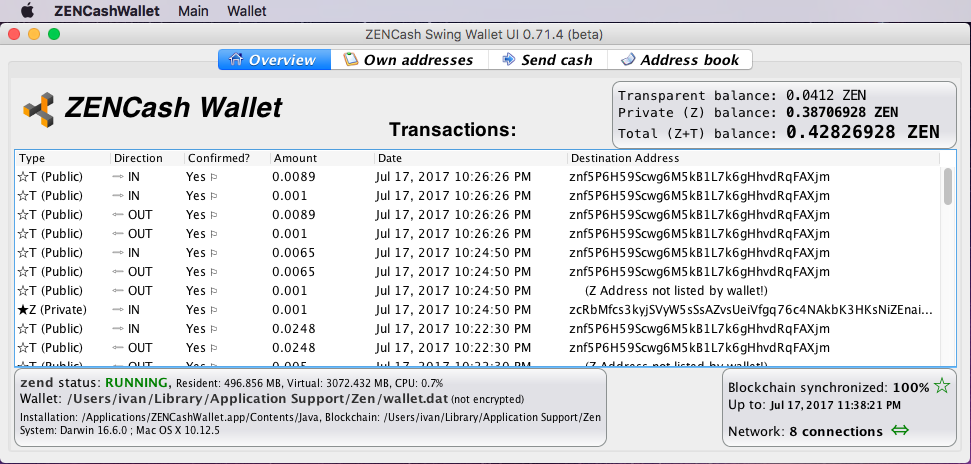 ZENCashWallet Main Wallet
ZENCash Swing Wallet UI 0.71.4 (beta)
Overview Own addresses Send cash Address book
ZENCash Wallet
Transactions:
Transparent balance: 0.0412 ZEN
Private (Z) balance: 0.38706928 ZEN
Total (Z+T) balance: 0.42826928 ZEN
Type Direction Confirmed? Amount Date Destination Address
☆T (Public) ⇨ IN Yes ⚐ 0.0089 Jul 17, 2017 10:26:26 PM znf5P6H59Scwg6M5kB1L7k6gHhvdRqFAXjm
☆T (Public) ⇨ IN Yes ⚐ 0.001 Jul 17, 2017 10:26:26 PM znf5P6H59Scwg6M5kB1L7k6gHhvdRqFAXjm
☆T (Public) ⇦ OUT Yes ⚐ 0.0089 Jul 17, 2017 10:26:26 PM znf5P6H59Scwg6M5kB1L7k6gHhvdRqFAXjm
☆T (Public) ⇦ OUT Yes ⚐ 0.001 Jul 17, 2017 10:26:26 PM znf5P6H59Scwg6M5kB1L7k6gHhvdRqFAXjm
☆T (Public) ⇨ IN Yes ⚐ 0.0065 Jul 17, 2017 10:24:50 PM znf5P6H59Scwg6M5kB1L7k6gHhvdRqFAXjm
☆T (Public) ⇦ OUT Yes ⚐ 0.0065 Jul 17, 2017 10:24:50 PM znf5P6H59Scwg6M5kB1L7k6gHhvdRqFAXjm
☆T (Public) ⇦ OUT Yes ⚐ 0.001 Jul 17, 2017 10:24:50 PM (Z Address not listed by wallet!)
★Z (Private) ⇨ IN Yes ⚐ 0.001 Jul 17, 2017 10:24:50 PM zcRbMfcs3kyjSVyW5sSsAZvsUeiVfgq76c4NAkbK3HKsNiZEnai...
☆T (Public) ⇨ IN Yes ⚐ 0.0248 Jul 17, 2017 10:22:30 PM znf5P6H59Scwg6M5kB1L7k6gHhvdRqFAXjm
☆T (Public) ⇦ OUT Yes ⚐ 0.0248 Jul 17, 2017 10:22:30 PM znf5P6H59Scwg6M5kB1L7k6gHhvdRqFAXjm
☆T (Public) ⇦ OUT Yes ⚐ 0.001 Jul 17, 2017 10:22:30 PM (Z Address not listed by wallet!)
zend status: RUNNING, Resident: 496.856 MB, Virtual: 3072.432 MB, CPU: 0.7%
Wallet: /Users/ivan/Library/Application Support/Zen/wallet.dat (not encrypted)
Installation: /Applications/ZENCashWallet.app/Contents/Java, Blockchain: /Users/ivan/Library/Application Support/Zen
System: Darwin 16.6.0 ; Mac OS X 10.12.5
Blockchain synchronized: 100% ☆
Up to: Jul 17, 2017 11:38:21 PM
Network: 8 connections ⇔